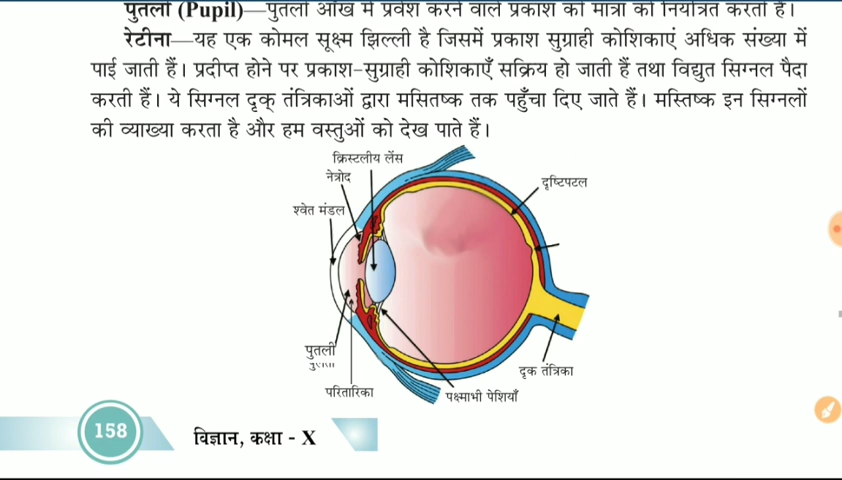 पुतली (Pupil)—पुतली आँख में प्रवेश करने वाले प्रकाश की मात्रा को नियंत्रित करती है।
रेटीना—यह एक कोमल सूक्ष्म झिल्ली है जिसमें प्रकाश सुग्राही कोशिकाएं अधिक संख्या में
पाई जाती हैं। प्रदीप्त होने पर प्रकाश-सुग्राही कोशिकाएँ सक्रिय हो जाती हैं तथा विद्युत सिग्नल पैदा
करती हैं। ये सिग्नल दृक् तंत्रिकाओं द्वारा मसितष्क तक पहुँचा दिए जाते हैं। मस्तिष्क इन सिग्नलों
की व्याख्या करता है और हम वस्तुओं को देख पाते हैं।
क्रिस्टलीय लेंस
नेत्रोद
दृष्टिपटल
श्वेत मंडल
पुतली
दृक तंत्रिका
परितारिका
पक्ष्माभी पेशियाँ
158
विज्ञान, कक्षा - X